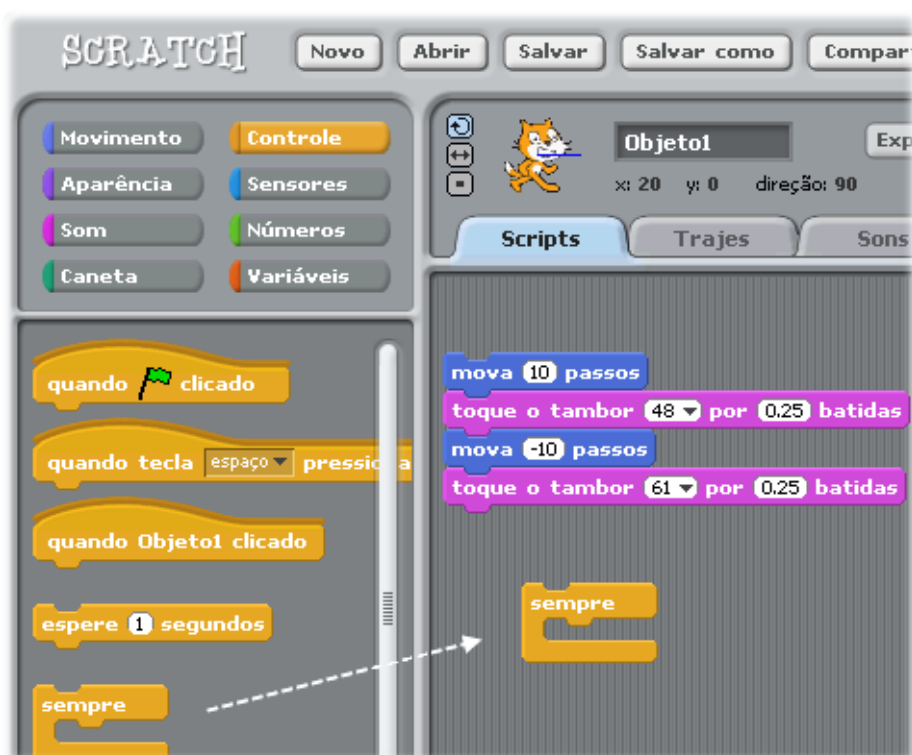 SCRATCH Novo Abrir Salvar Salvar como Compar
Movimento Controle
Aparência Sensores
Som Números
Caneta Variáveis
Objeto1 Exp
x: 20 y: 0 direção: 90
Scripts Trajes Sons
quando clicado
quando tecla espaço pressiona
quando Objeto1 clicado
espere 1 segundos
sempre
mova 10 passos
toque o tambor 48 por 0.25 batidas
mova -10 passos
toque o tambor 61 por 0.25 batidas
sempre